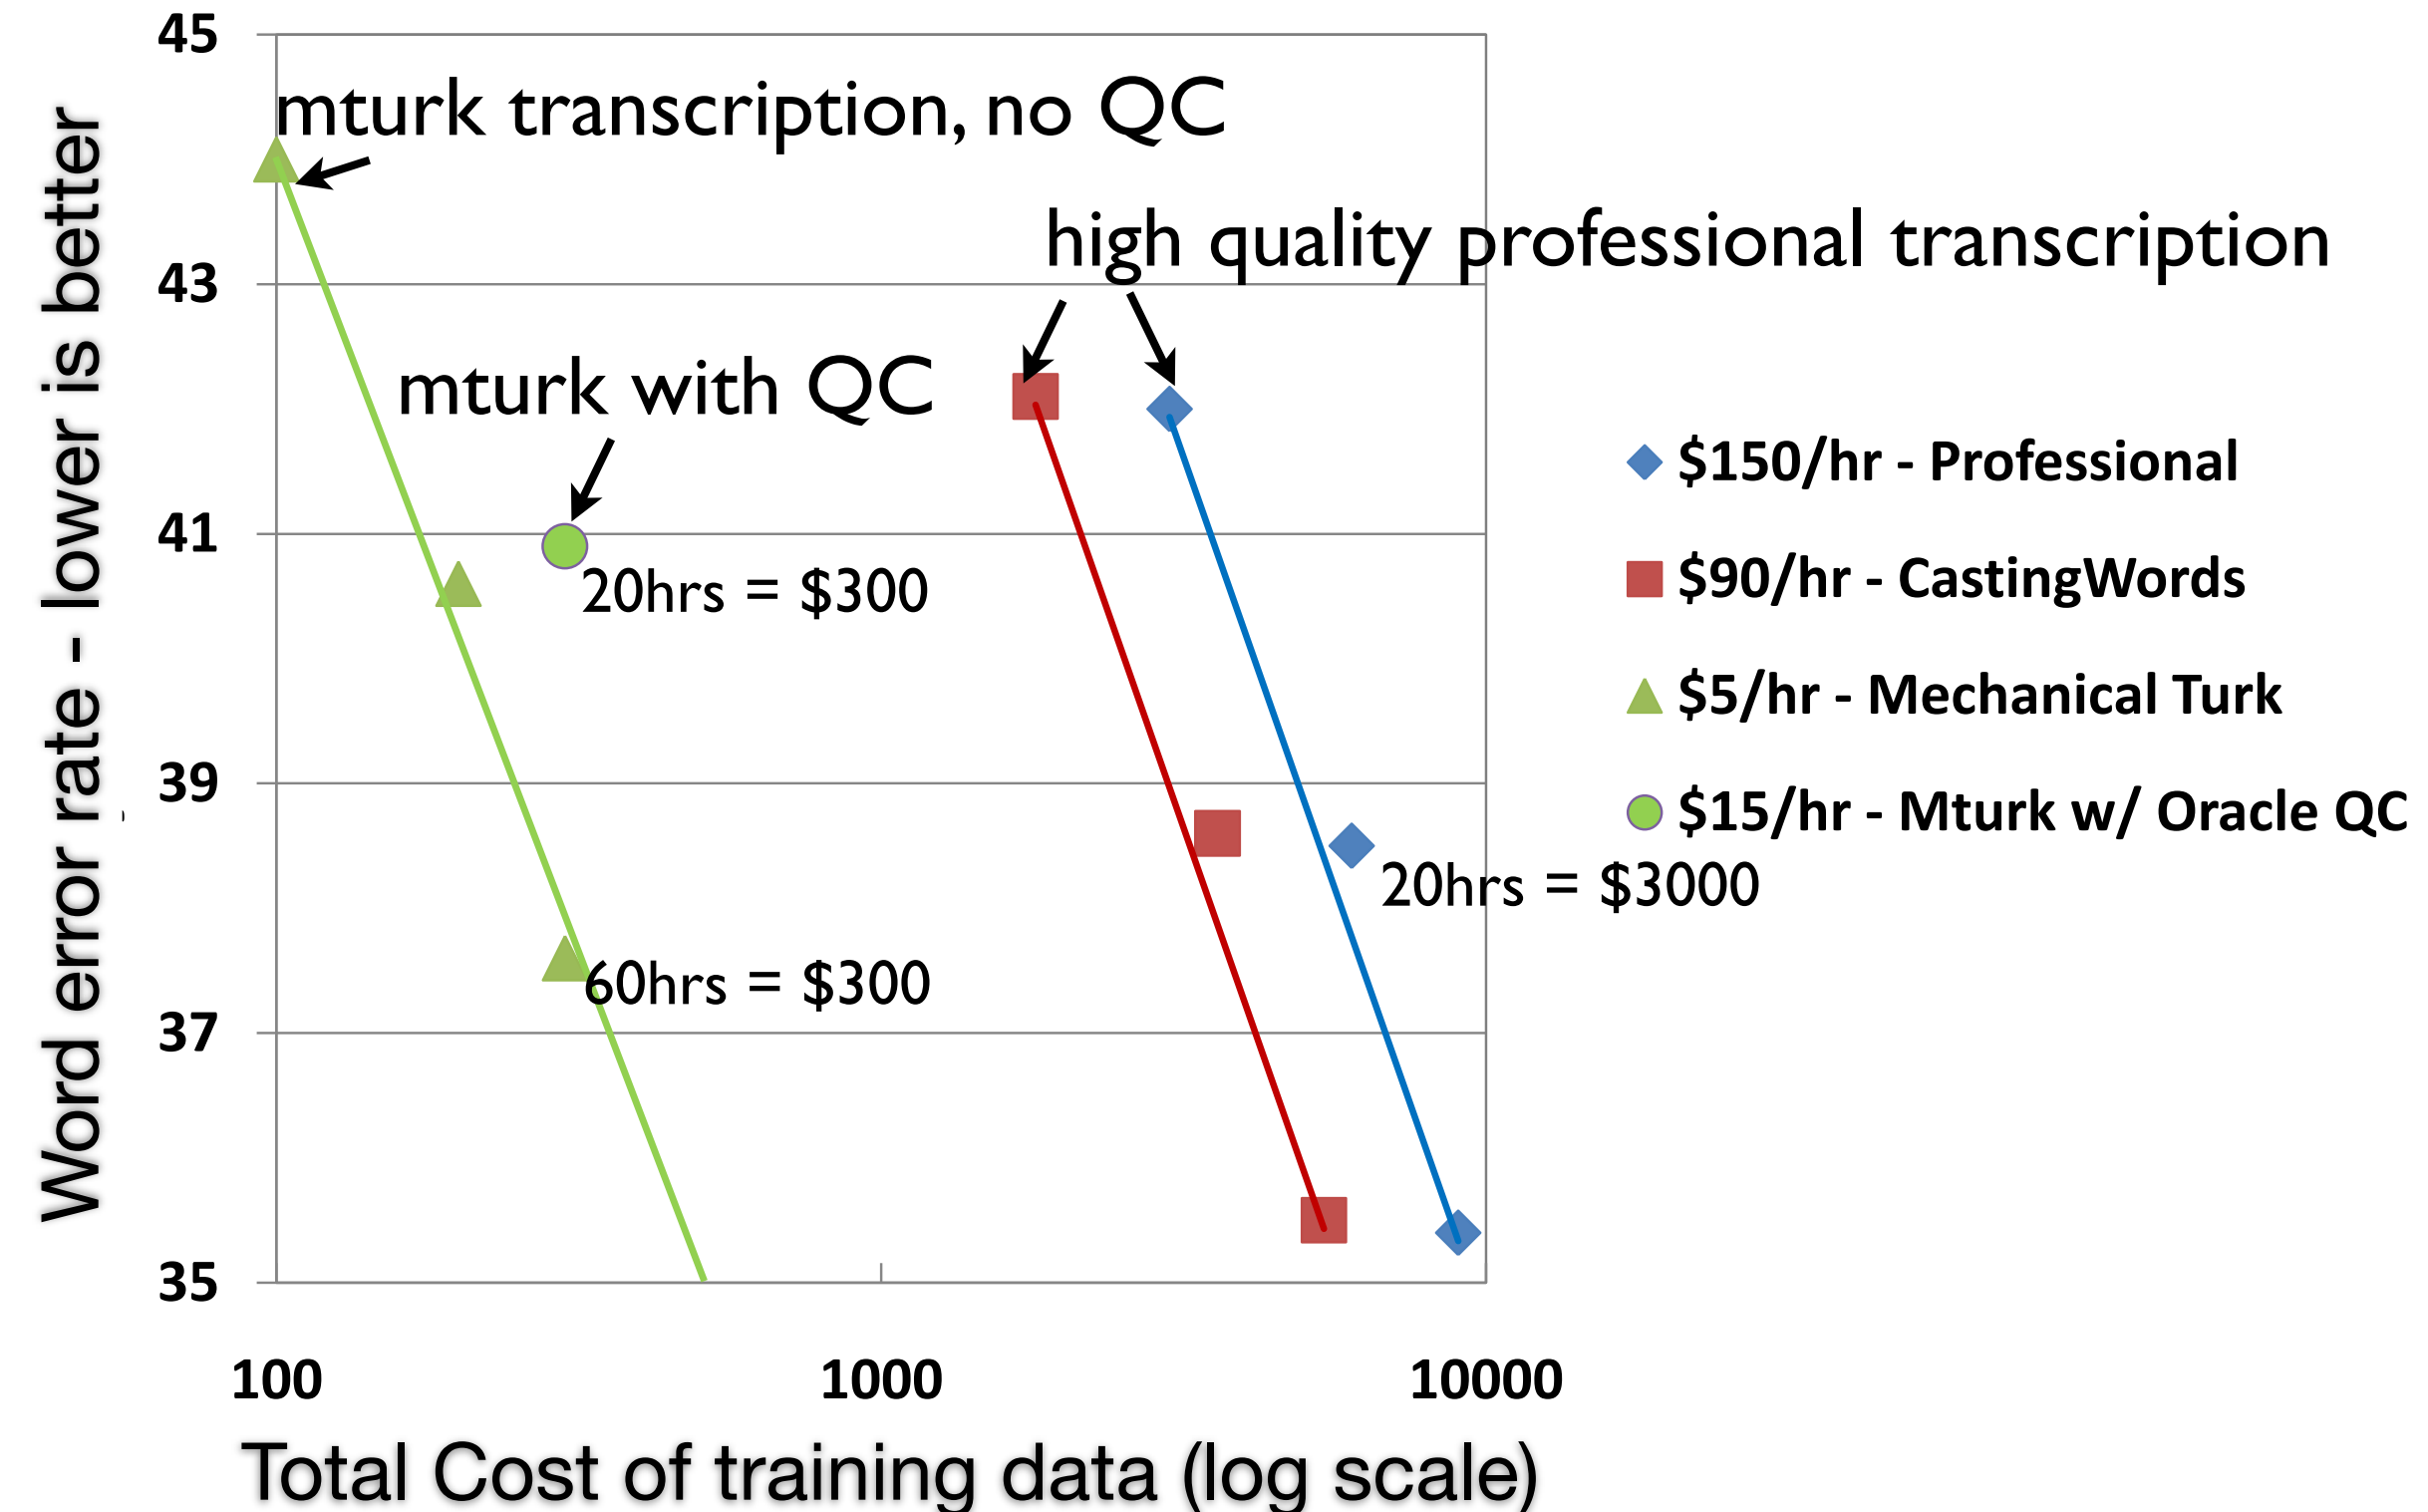 45
mturk transcription, no QC
high quality professional transcription
43
mturk with QC
$150/hr - Professional
41
20hrs = $300
$90/hr - CastingWords
$5/hr - Mechanical Turk
39
$15/hr - Mturk w/ Oracle QC
20hrs = $3000
60hrs = $300
37
35
Word error rate - lower is better
100 1000 10000
Total Cost of training data (log scale)